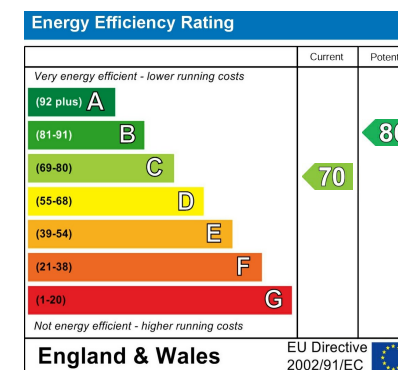 Energy Efficiency Rating
Current
Very energy efficient - lower running costs
(92 plus) A
(81-91) B
(69-80) C
70
(55-68) D
(39-54) E
(21-38) F
(1-20) G
Not energy efficient - higher running costs
England & Wales
EU Directive
2002/91/EC